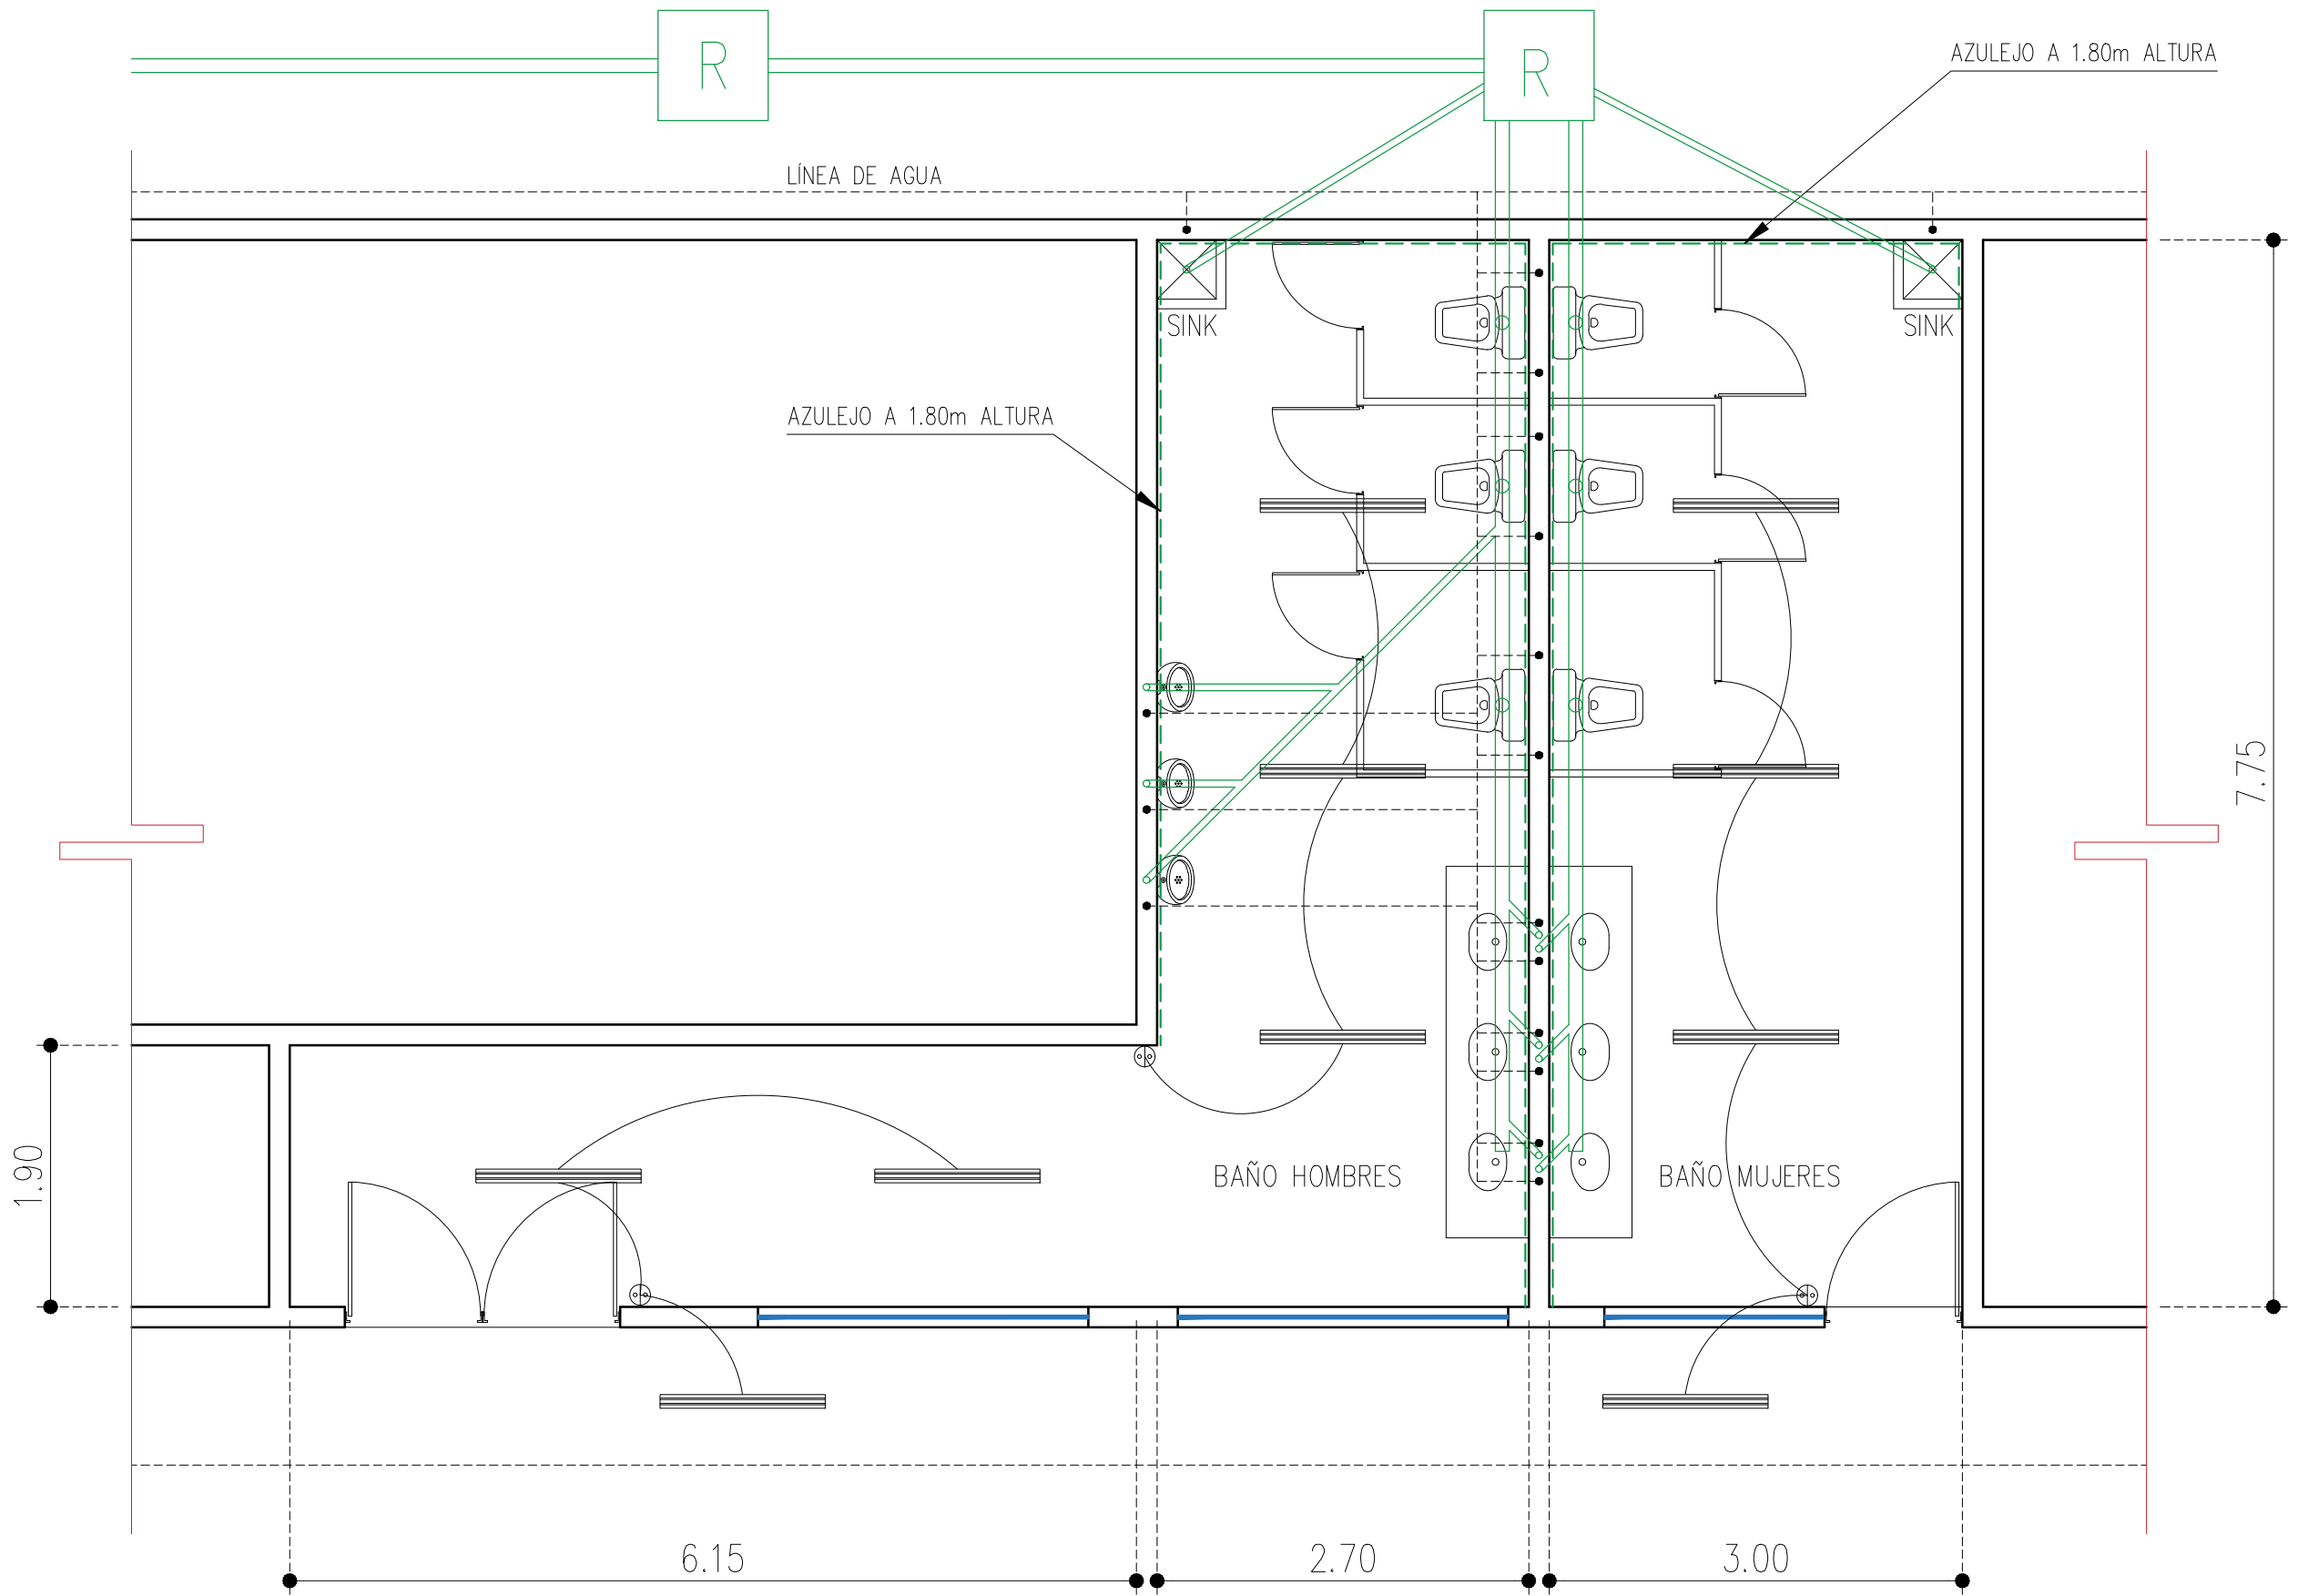 R
R
AZULEJO A 1.80m ALTURA
LÍNEA DE AGUA
SINK
SINK
AZULEJO A 1.80m ALTURA
7.75
1.90
BAÑO HOMBRES
BAÑO MUJERES
6.15
2.70
3.00